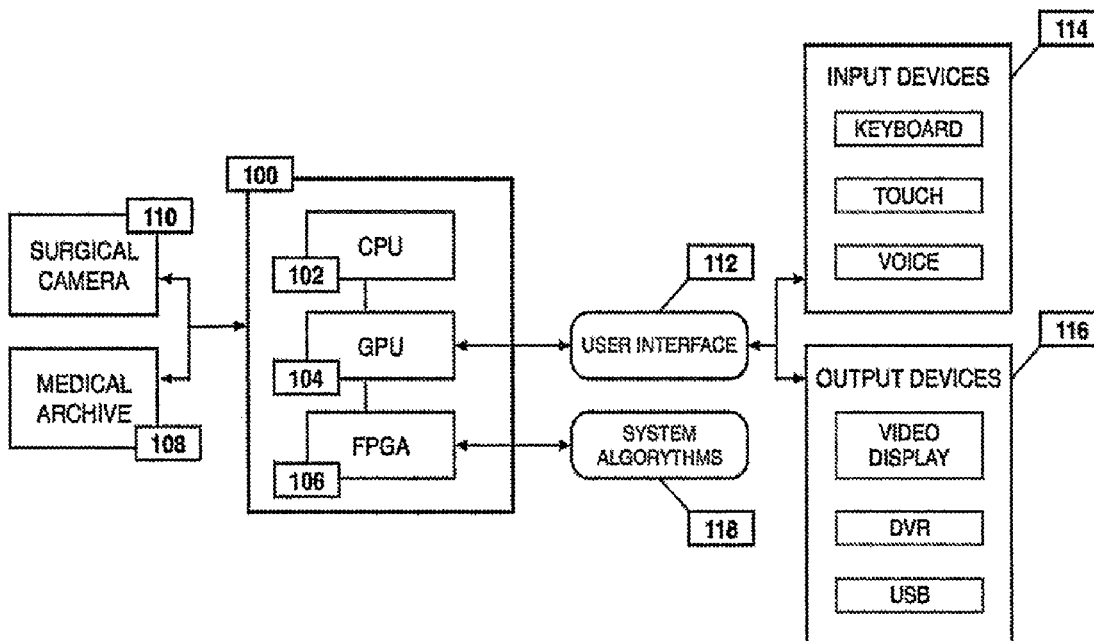 110
SURGICAL
CAMERA
MEDICAL
ARCHIVE
108
100
CPU
102
GPU
104
FPGA
106
112
USER INTERFACE
SYSTEM
ALGORYTHMS
118
114
INPUT DEVICES
KEYBOARD
TOUCH
VOICE
116
OUTPUT DEVICES
VIDEO
DISPLAY
DVR
USB